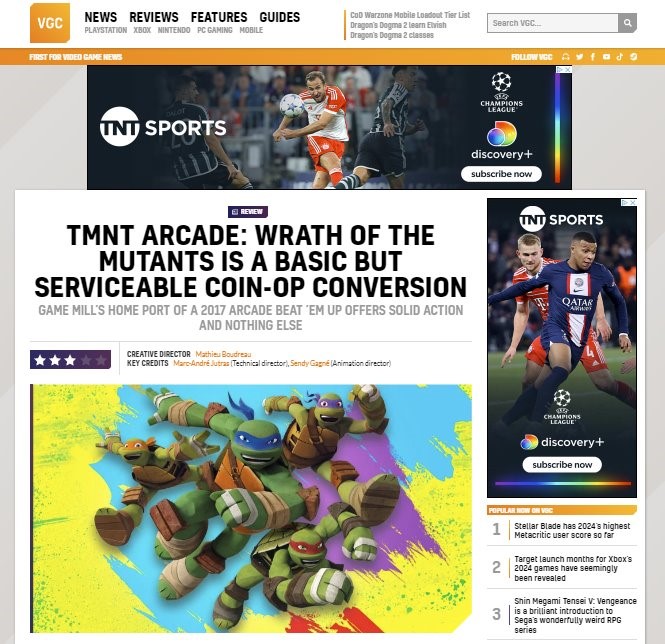 VGC
NEWS REVIEWS FEATURES GUIDES
PLAYSTATION XBOX NINTENDO PC GAMING MOBILE
CoD Warzone Mobile Loadout Tier List
Dragon's Dogma 2 learn Elvish
Dragon's Dogma 2 classes
Search VGC...
FIRST FOR VIDEO GAME NEWS
FOLLOW VGC
TNT SPORTS
CHAMPIONS
LEAGUE
discovery+
subscribe now
REVIEW
TMNT ARCADE: WRATH OF THE
MUTANTS IS A BASIC BUT
SERVICEABLE COIN-OP CONVERSION
GAME MILL'S HOME PORT OF A 2017 ARCADE BEAT 'EM UP OFFERS SOLID ACTION
AND NOTHING ELSE
CREATIVE DIRECTOR Mathieu Boudreau
KEY CREDITS Marc-André Jutras (Technical director), Sendy Gagné (Animation director)
TNT SPORTS
QATAR
AIRWAYS
4
CHAMPIONS
LEAGUE
discovery+
subscribe now
POPULAR NOW ON VGC
1 Stellar Blade has 2024's highest
Metacritic user score so far
2 Target launch months for Xbox's
2024 games have seemingly
been revealed
3 Shin Megami Tensei V: Vengeance
is a brilliant introduction to
Sega's wonderfully weird RPG
series